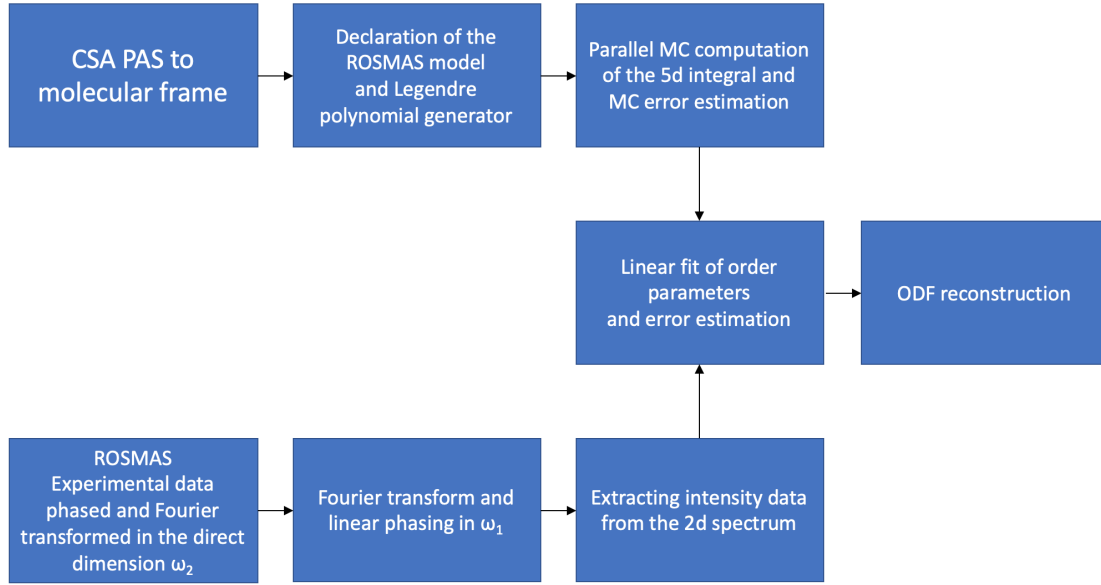 CSA PAS to
molecular frame
Declaration of the
ROSMAS model
and Legendre
polynomial generator
Parallel MC computation
of the 5d integral and
MC error estimation
Linear fit of order
parameters
and error estimation
ODF reconstruction
ROSMAS
Experimental data
phased and Fourier
transformed in the direct
dimension ω₂
Fourier transform and
linear phasing in ω₁
Extracting intensity data
from the 2d spectrum